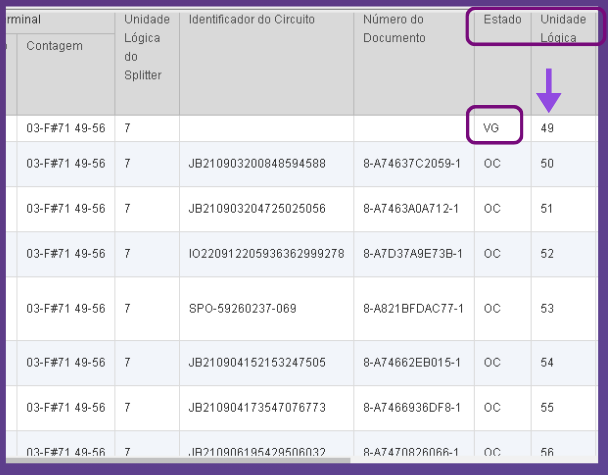 rminal Unidade Lógica do Splitter Identificador do Circuito Número do Documento Estado Unidade Lógica
Contagem
03-F#71 49-56 7 VG 49
03-F#71 49-56 7 JB210903200848594588 8-A74637C2059-1 OC 50
03-F#71 49-56 7 JB210903204725025056 8-A7463A0A712-1 OC 51
03-F#71 49-56 7 IO220912205936362999278 8-A7D37A9E73B-1 OC 52
03-F#71 49-56 7 SPO-59260237-069 8-A821BFDAC77-1 OC 53
03-F#71 49-56 7 JB210904152153247505 8-A74662EB015-1 OC 54
03-F#71 49-56 7 JB210904173547076773 8-A7466936DF8-1 OC 55
03-F#71 49-56 7 JB210906195429506032 8-A7470826066-1 OC 56